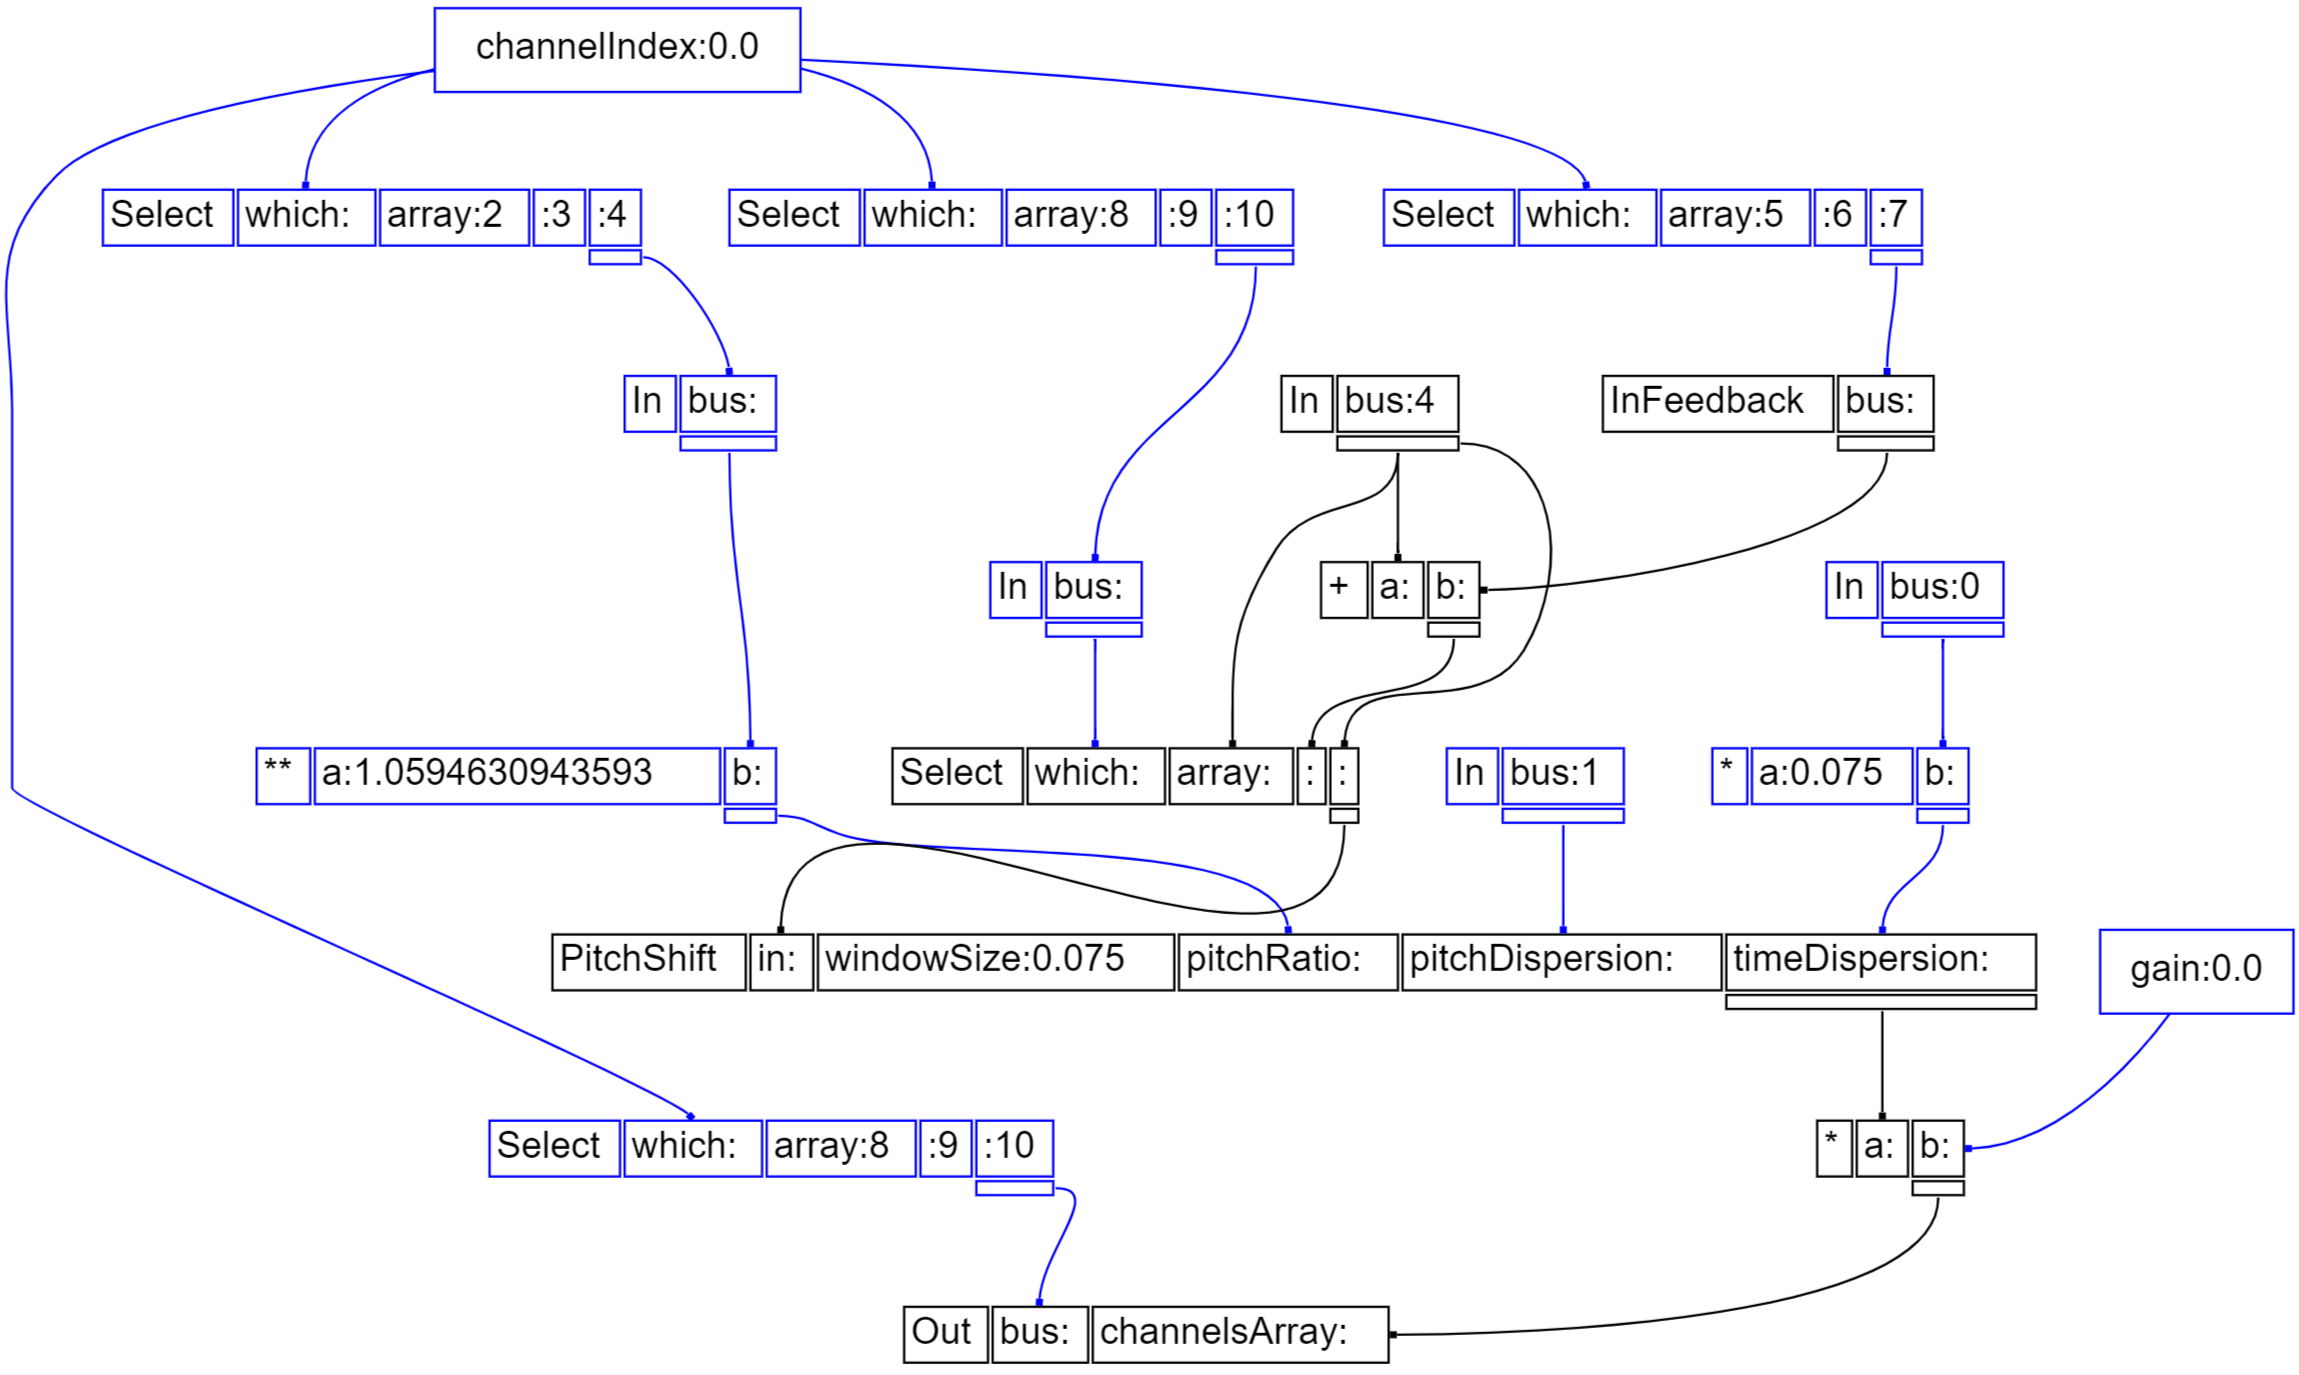 channelIndex:0.0
Select which: array:2 :3 :4
Select which: array:8 :9 :10
Select which: array:5 :6 :7
In bus:
In bus:4
InFeedback bus:
In bus:
+ a: b:
In bus:0
** a:1.0594630943593 b:
Select which: array: : :
In bus:1
* a:0.075 b:
PitchShift in: windowSize:0.075 pitchRatio: pitchDispersion: timeDispersion:
gain:0.0
Select which: array:8 :9 :10
* a: b:
Out bus: channelsArray: